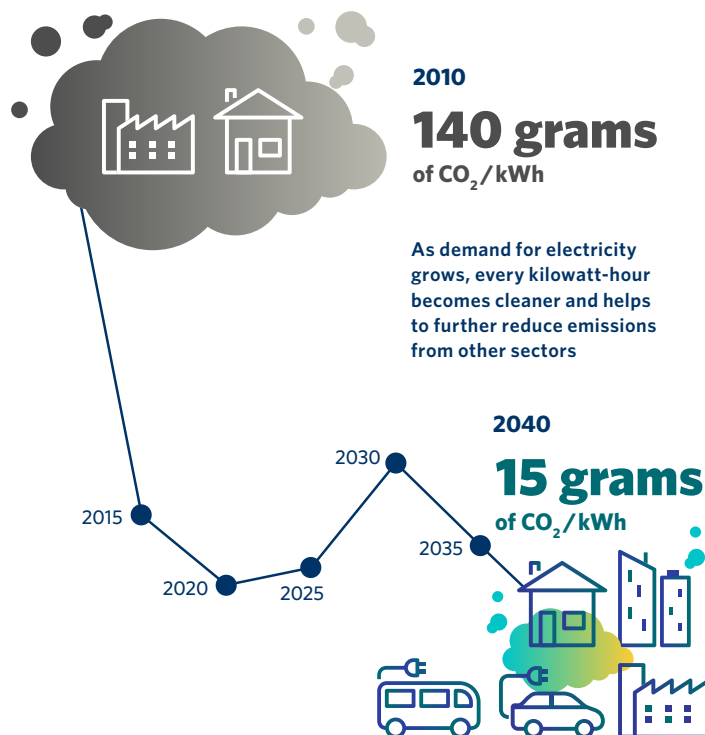 2010
140 grams
of CO₂/kWh
As demand for electricity
grows, every kilowatt-hour
becomes cleaner and helps
to further reduce emissions
from other sectors
2040
15 grams
of CO₂/kWh
2030
2015
2035
2020
2025